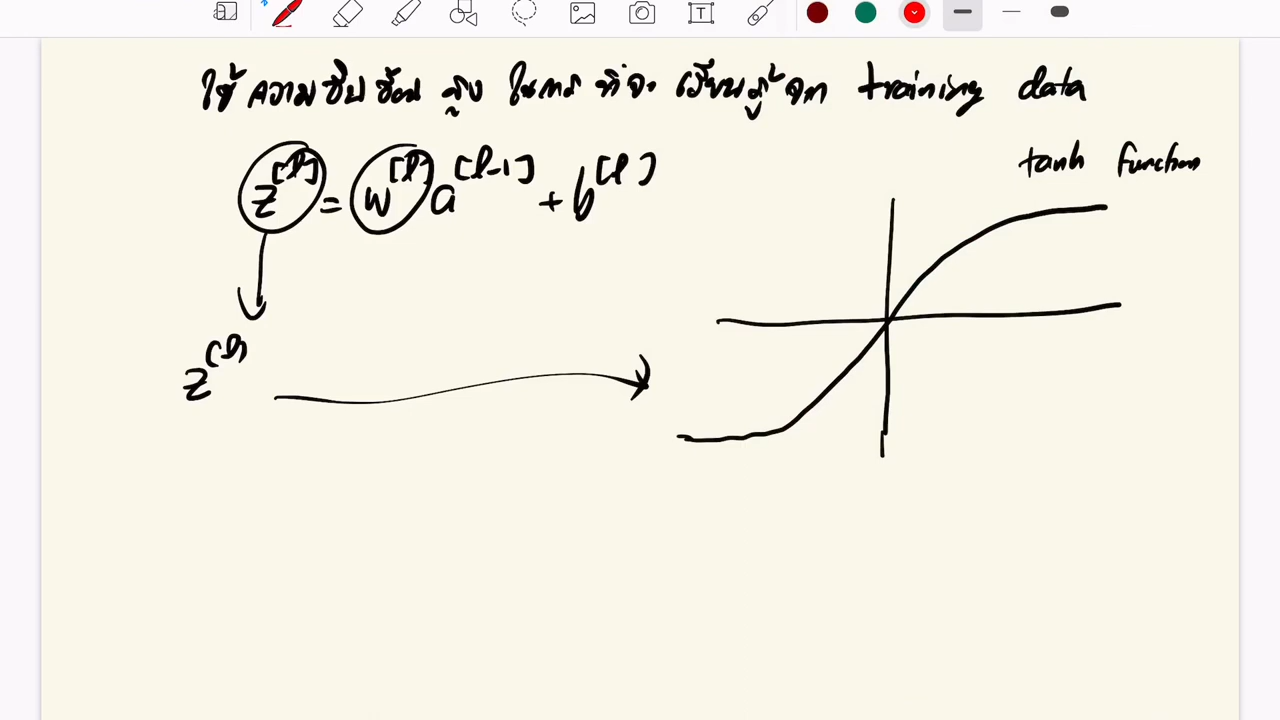 ใช้ความซับซ้อน สูง ในการ ที่จะ เรียนรู้จาก training data
tanh function
z^[l] = w^[l] a^[l-1] + b^[l]
z^[l]